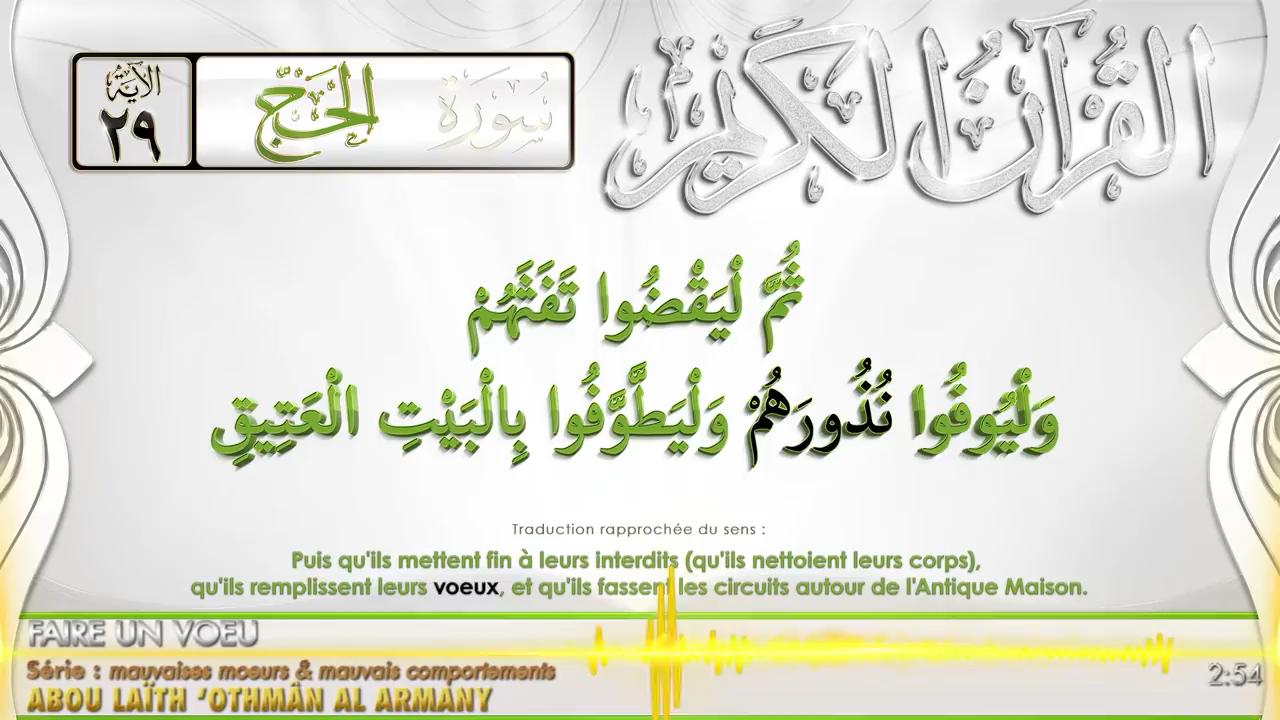 القرآن الكريم
سورة الحج
الآية
٢٩
ثُمَّ لْيَقْضُوا تَفَثَهُمْ
وَلْيُوفُوا نُذُورَهُمْ وَلْيَطَّوَّفُوا بِالْبَيْتِ الْعَتِيقِ
Traduction rapprochée du sens :
Puis qu'ils mettent fin à leurs interdits (qu'ils nettoient leurs corps),
qu'ils remplissent leurs voeux, et qu'ils fassent les circuits autour de l'Antique Maison.
FAIRE UN VOEU
Série : mauvaises moeurs & mauvais comportements
ABOU LAÏTH ‘OTHMÂN AL ARMÁNY
2:54